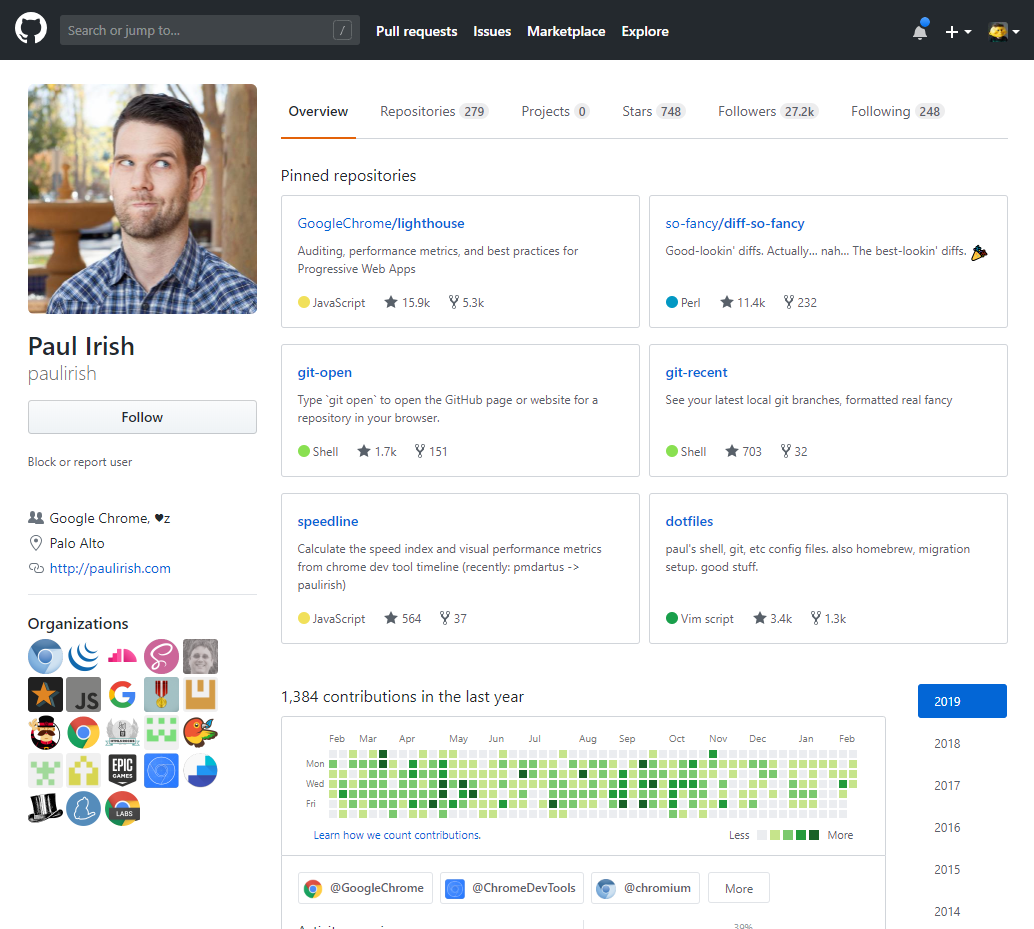 Search or jump to...
/
Pull requests
Issues
Marketplace
Explore
Overview
Repositories 279
Projects 0
Stars 748
Followers 27.2k
Following 248
Paul Irish
paulirish
Follow
Block or report user
Google Chrome, ♥z
Palo Alto
http://paulirish.com
Organizations
JS
EPIC
GAMES
LABS
Pinned repositories
GoogleChrome/lighthouse
Auditing, performance metrics, and best practices for
Progressive Web Apps
JavaScript 15.9k 5.3k
so-fancy/diff-so-fancy
Good-lookin' diffs. Actually... nah... The best-lookin' diffs.
Perl 11.4k 232
git-open
Type `git open` to open the GitHub page or website for a
repository in your browser.
Shell 1.7k 151
git-recent
See your latest local git branches, formatted real fancy
Shell 703 32
speedline
Calculate the speed index and visual performance metrics
from chrome dev tool timeline (recently: pmdartus ->
paulirish)
JavaScript 564 37
dotfiles
paul's shell, git, etc config files. also homebrew, migration
setup. good stuff.
Vim script 3.4k 1.3k
1,384 contributions in the last year
Feb Mar Apr May Jun Jul Aug Sep Oct Nov Dec Jan Feb
Mon
Wed
Fri
Learn how we count contributions.
Less More
2019
2018
2017
2016
2015
2014
@GoogleChrome
@ChromeDevTools
@chromium
More